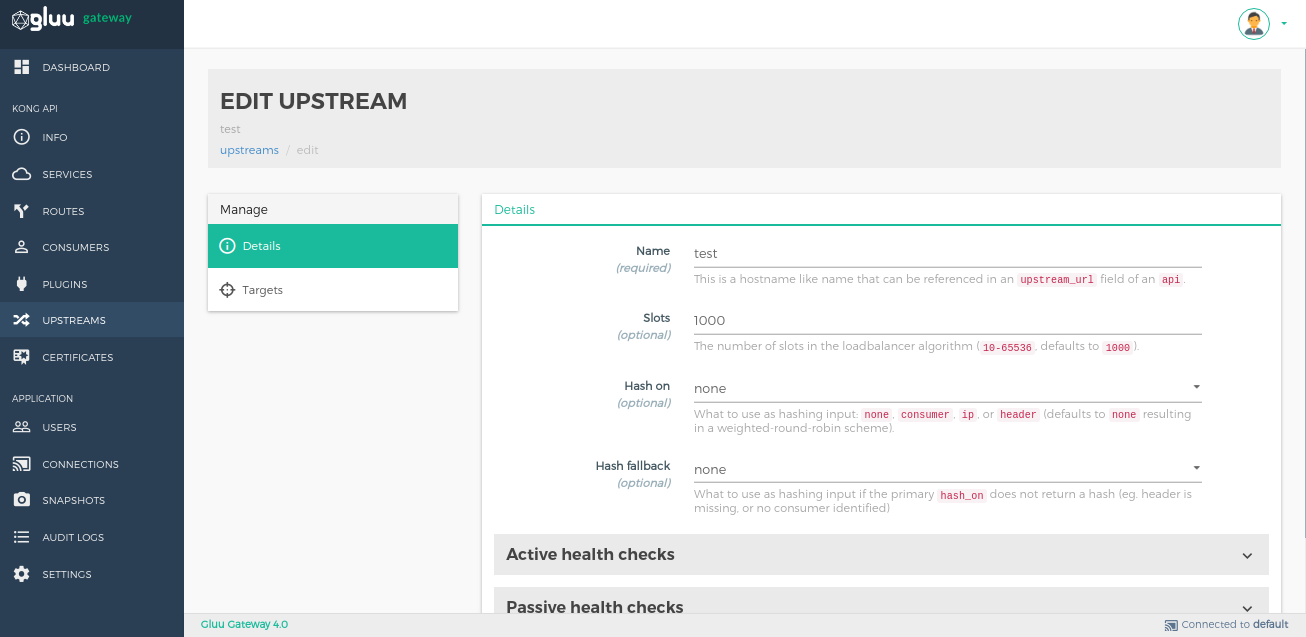 gluu gateway
DASHBOARD
KONG API
INFO
SERVICES
ROUTES
CONSUMERS
PLUGINS
UPSTREAMS
CERTIFICATES
APPLICATION
USERS
CONNECTIONS
SNAPSHOTS
AUDIT LOGS
SETTINGS
EDIT UPSTREAM
test
upstreams / edit
Manage
Details
Targets
Details
Name
(required)
test
This is a hostname like name that can be referenced in an upstream_url field of an api.
Slots
(optional)
1000
The number of slots in the loadbalancer algorithm (10-65536, defaults to 1000).
Hash on
(optional)
none
What to use as hashing input: none, consumer, ip, or header (defaults to none resulting
in a weighted-round-robin scheme).
Hash fallback
(optional)
none
What to use as hashing input if the primary hash_on does not return a hash (eg. header is
missing, or no consumer identified)
Active health checks
Passive health checks
Gluu Gateway 4.0
Connected to default